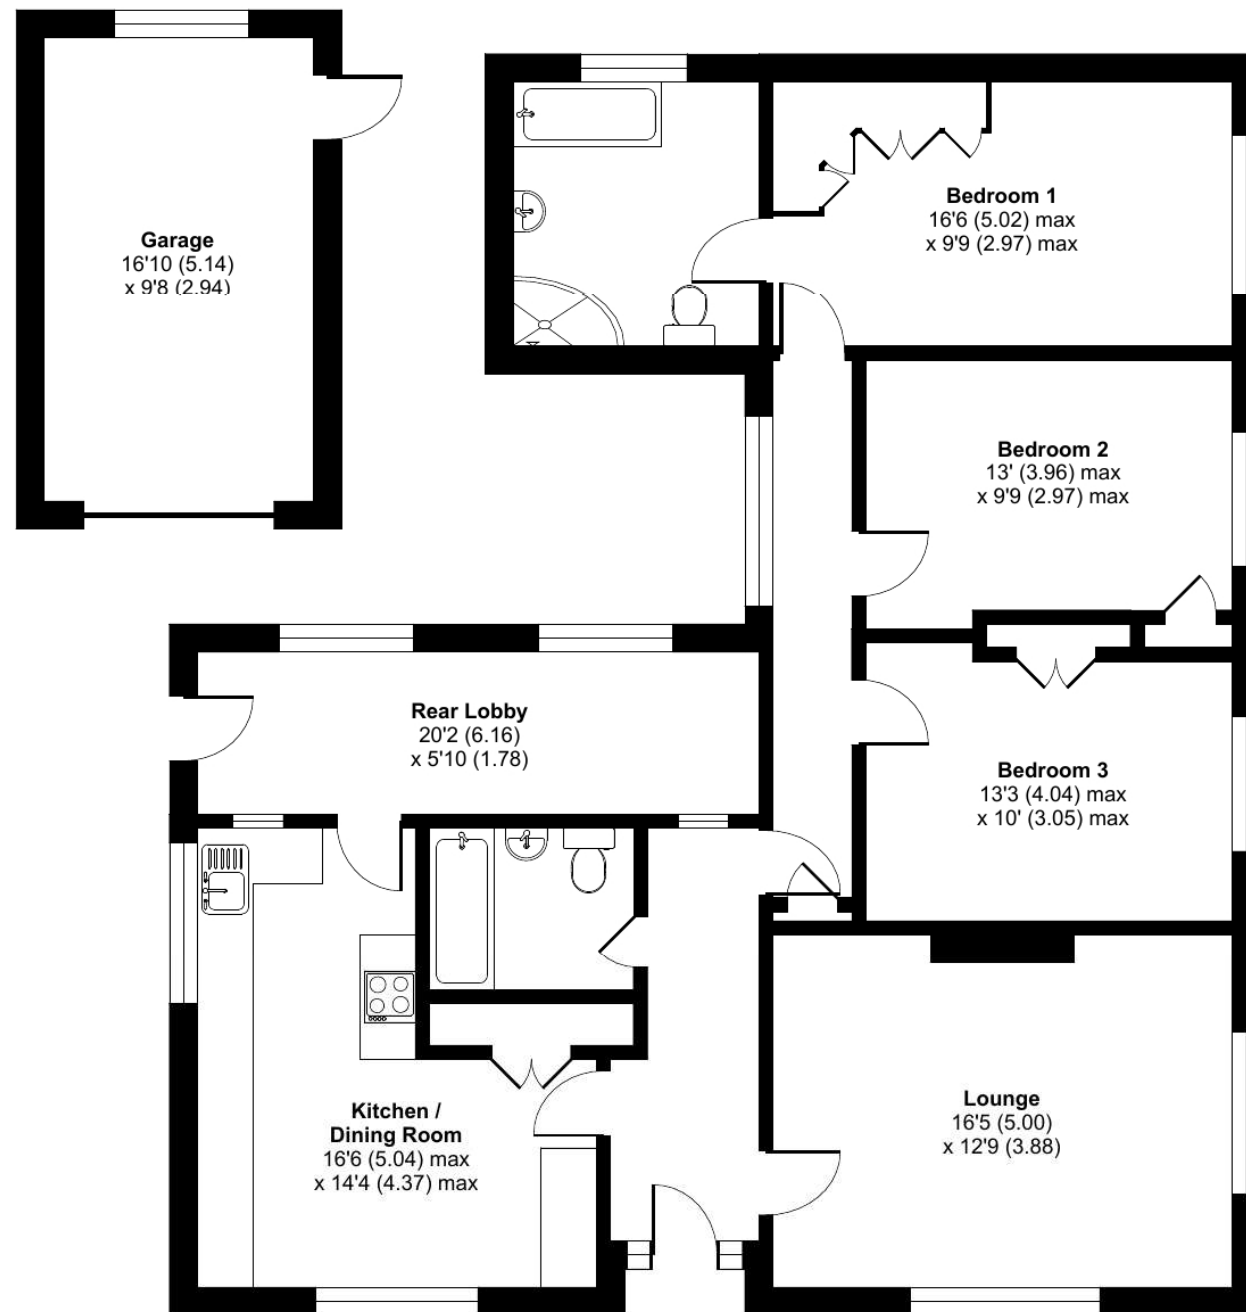 Garage
16'10 (5.14)
x 9'8 (2.94)
Bedroom 1
16'6 (5.02) max
x 9'9 (2.97) max
Bedroom 2
13' (3.96) max
x 9'9 (2.97) max
Rear Lobby
20'2 (6.16)
x 5'10 (1.78)
Bedroom 3
13'3 (4.04) max
x 10' (3.05) max
Kitchen /
Dining Room
16'6 (5.04) max
x 14'4 (4.37) max
Lounge
16'5 (5.00)
x 12'9 (3.88)